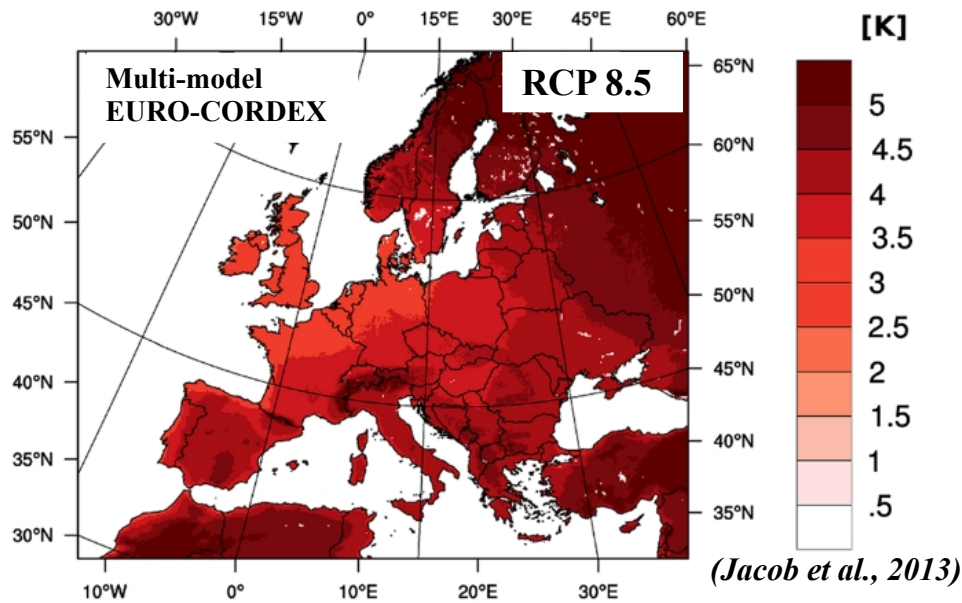 30°W 15°W 0° 15°E 30°E 45°E 60°E
[K]
Multi-model
EURO-CORDEX
RCP 8.5
55°N
50°N
45°N
40°N
35°N
30°N
65°N
60°N
55°N
50°N
45°N
40°N
35°N
5
4.5
4
3.5
3
2.5
2
1.5
1
.5
10°W 0° 10°E 20°E 30°E
(Jacob et al., 2013)